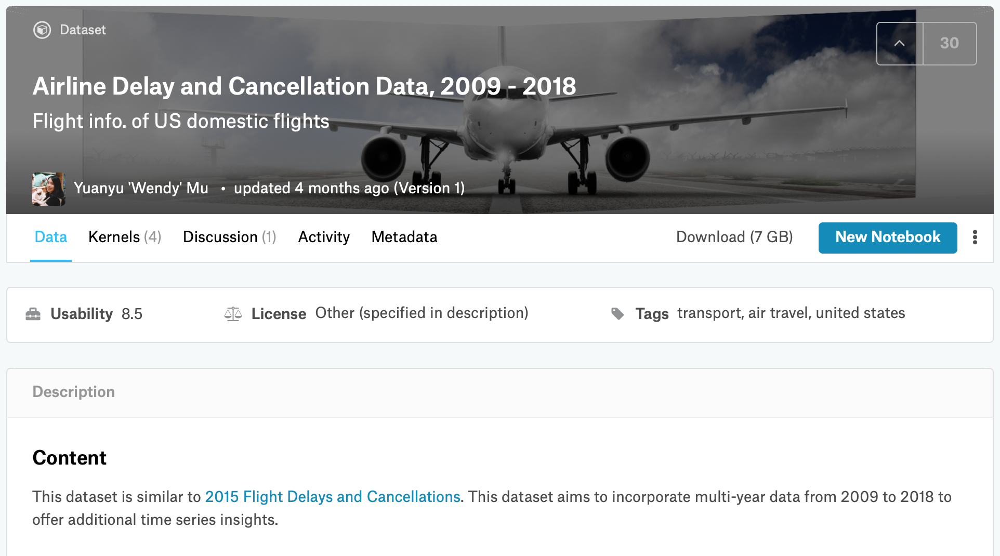 Dataset
30
Airline Delay and Cancellation Data, 2009 - 2018
Flight info. of US domestic flights
Yuanyu 'Wendy' Mu • updated 4 months ago (Version 1)
Data Kernels (4) Discussion (1) Activity Metadata Download (7 GB) New Notebook
Usability 8.5 License Other (specified in description) Tags transport, air travel, united states
Description
Content
This dataset is similar to 2015 Flight Delays and Cancellations. This dataset aims to incorporate multi-year data from 2009 to 2018 to
offer additional time series insights.